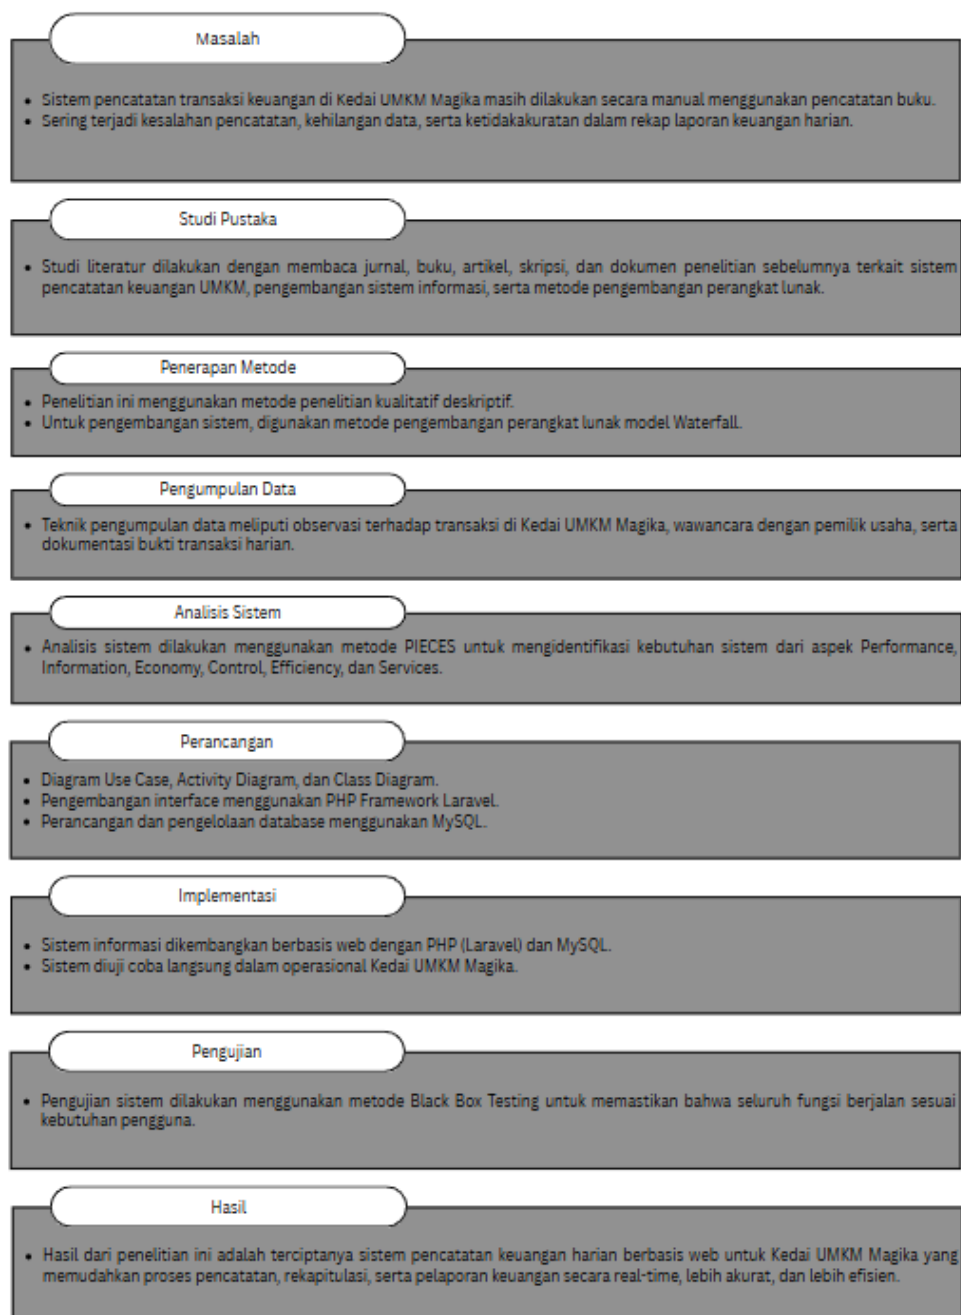 Masalah
• Sistem pencatatan transaksi keuangan di Kedai UMKM Magika masih dilakukan secara manual menggunakan pencatatan buku.
• Sering terjadi kesalahan pencatatan, kehilangan data, serta ketidakakuratan dalam rekap laporan keuangan harian.
Studi Pustaka
• Studi literatur dilakukan dengan membaca jurnal, buku, artikel, skripsi, dan dokumen penelitian sebelumnya terkait sistem
pencatatan keuangan UMKM, pengembangan sistem informasi, serta metode pengembangan perangkat lunak.
Penerapan Metode
• Penelitian ini menggunakan metode penelitian kualitatif deskriptif.
• Untuk pengembangan sistem, digunakan metode pengembangan perangkat lunak model Waterfall.
Pengumpulan Data
• Teknik pengumpulan data meliputi observasi terhadap transaksi di Kedai UMKM Magika, wawancara dengan pemilik usaha, serta
dokumentasi bukti transaksi harian.
Analisis Sistem
• Analisis sistem dilakukan menggunakan metode PIECES untuk mengidentifikasi kebutuhan sistem dari aspek Performance,
Information, Economy, Control, Efficiency, dan Services.
Perancangan
• Diagram Use Case, Activity Diagram, dan Class Diagram.
• Pengembangan interface menggunakan PHP Framework Laravel.
• Perancangan dan pengelolaan database menggunakan MySQL.
Implementasi
• Sistem informasi dikembangkan berbasis web dengan PHP (Laravel) dan MySQL.
• Sistem diuji coba langsung dalam operasional Kedai UMKM Magika.
Pengujian
• Pengujian sistem dilakukan menggunakan metode Black Box Testing untuk memastikan bahwa seluruh fungsi berjalan sesuai
kebutuhan pengguna.
Hasil
• Hasil dari penelitian ini adalah terciptanya sistem pencatatan keuangan harian berbasis web untuk Kedai UMKM Magika yang
memudahkan proses pencatatan, rekapitulasi, serta pelaporan keuangan secara real-time, lebih akurat, dan lebih efisien.